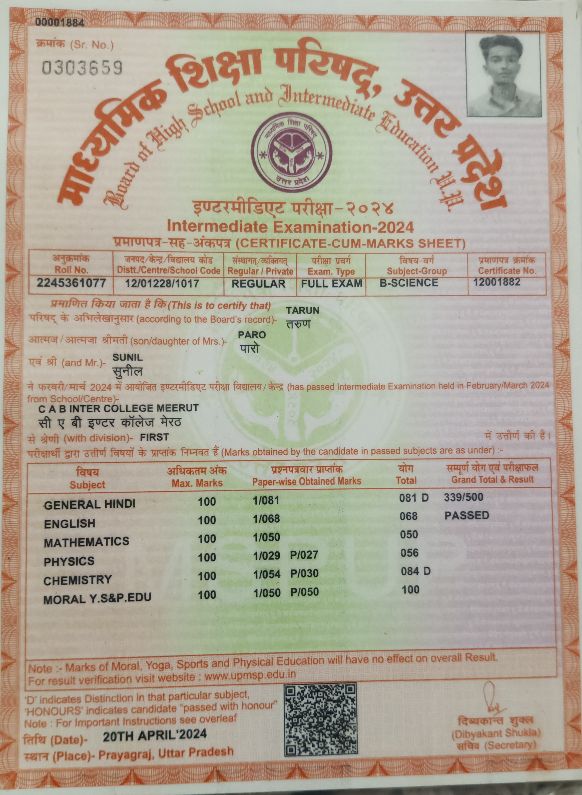 00001884
क्रमांक (Sr. No.)
0303659
माध्यमिक शिक्षा परिषद्, उत्तर प्रदेश
Board of High School and Intermediate Education U.P.
माध्यमिक शिक्षा परिषद्
उत्तर प्रदेश
इण्टरमीडिएट परीक्षा-२०२४
Intermediate Examination-2024
प्रमाणपत्र-सह-अंकपत्र (CERTIFICATE-CUM-MARKS SHEET)
अनुक्रमांक जनपद/केन्द्र/विद्यालय कोड संस्थागत/व्यक्तिगत परीक्षा प्रवर्ग विषय-वर्ग प्रमाणपत्र क्रमांक
Roll No. Distt./Centre/School Code Regular / Private Exam. Type Subject-Group Certificate No.
2245361077 12/01228/1017 REGULAR FULL EXAM B-SCIENCE 12001882
प्रमाणित किया जाता है कि (This is to certify that) TARUN
परिषद् के अभिलेखानुसार (according to the Board's record)- तरुण
आत्मज/आत्मजा श्रीमती (son/daughter of Mrs.)- PARO
पारो
एवं श्री (and Mr.)- SUNIL
सुनील
ने फरवरी/मार्च 2024 में आयोजित इण्टरमीडिएट परीक्षा विद्यालय/केन्द्र (has passed Intermediate Examination held in February/March 2024
from School/Centre)-
C A B INTER COLLEGE MEERUT
सी ए बी इण्टर कॉलेज मेरठ
से श्रेणी (with division)- FIRST में उत्तीर्ण की है।
परीक्षार्थी द्वारा उत्तीर्ण विषयों के प्राप्तांक निम्नवत हैं (Marks obtained by the candidate in passed subjects are as under) :-
विषय अधिकतम अंक प्रश्नपत्रवार प्राप्तांक योग सम्पूर्ण योग एवं परीक्षाफल
Subject Max. Marks Paper-wise Obtained Marks Total Grand Total & Result
GENERAL HINDI 100 1/081 081 D 339/500
ENGLISH 100 1/068 068 PASSED
MATHEMATICS 100 1/050 050
PHYSICS 100 1/029 P/027 056
CHEMISTRY 100 1/054 P/030 084 D
MORAL Y.S&P.EDU 100 1/050 P/050 100
Note :- Marks of Moral, Yoga, Sports and Physical Education will have no effect on overall Result.
For result verification visit website : www.upmsp.edu.in
'D' indicates Distinction in that particular subject,
'HONOURS' indicates candidate "passed with honour"
Note : For Important Instructions see overleaf
तिथि (Date)- 20TH APRIL'2024
स्थान (Place)- Prayagraj, Uttar Pradesh
दिब्यकान्त शुक्ल
(Dibyakant Shukla)
सचिव (Secretary)